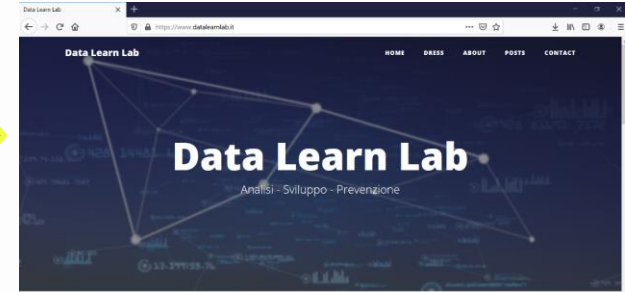 Data Learn Lab
https://www.datalearnlab.it
Data Learn Lab
HOME DRESS ABOUT POSTS CONTACT
Data Learn Lab
Analisi - Sviluppo - Prevenzione